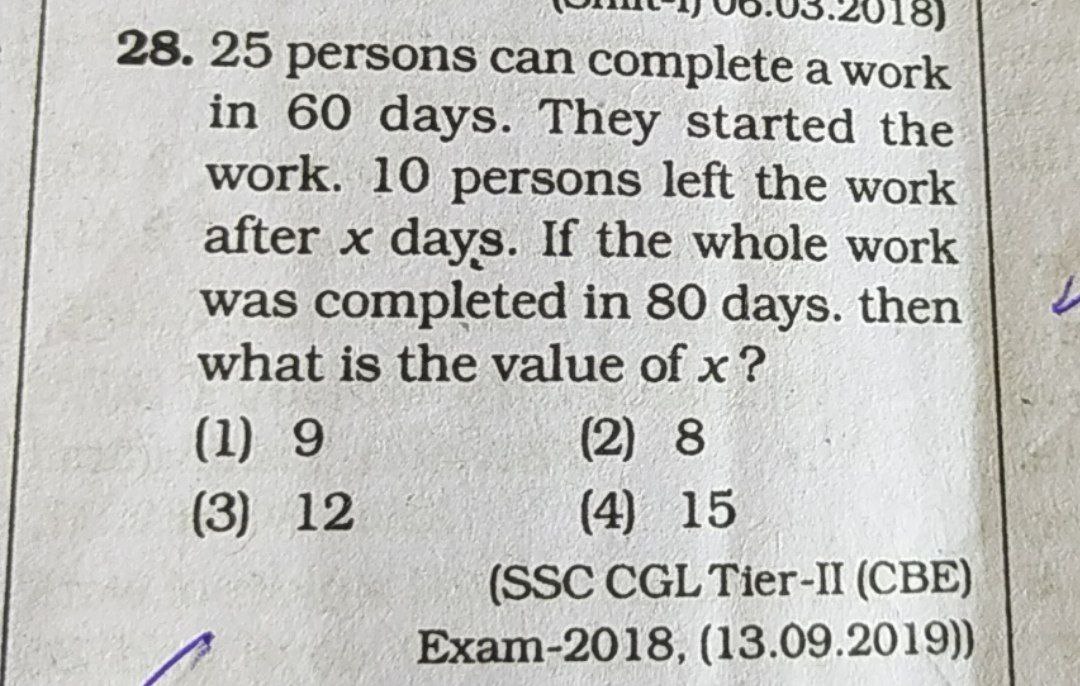 06.03.2018)
28. 25 persons can complete a work
in 60 days. They started the
work. 10 persons left the work
after x days. If the whole work
was completed in 80 days. then
what is the value of x ?
(1) 9 (2) 8
(3) 12 (4) 15
(SSC CGL Tier-II (CBE)
Exam-2018, (13.09.2019))